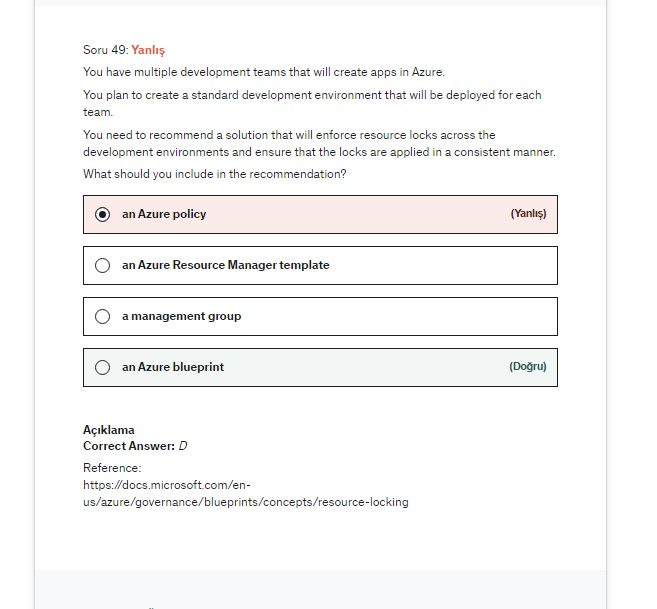 Soru 49: Yanlış
You have multiple development teams that will create apps in Azure.
You plan to create a standard development environment that will be deployed for each
team.
You need to recommend a solution that will enforce resource locks across the
development environments and ensure that the locks are applied in a consistent manner.
What should you include in the recommendation?
an Azure policy (Yanlış)
an Azure Resource Manager template
a management group
an Azure blueprint (Doğru)
Açıklama
Correct Answer: D
Reference:
https://docs.microsoft.com/en-
us/azure/governance/blueprints/concepts/resource-locking